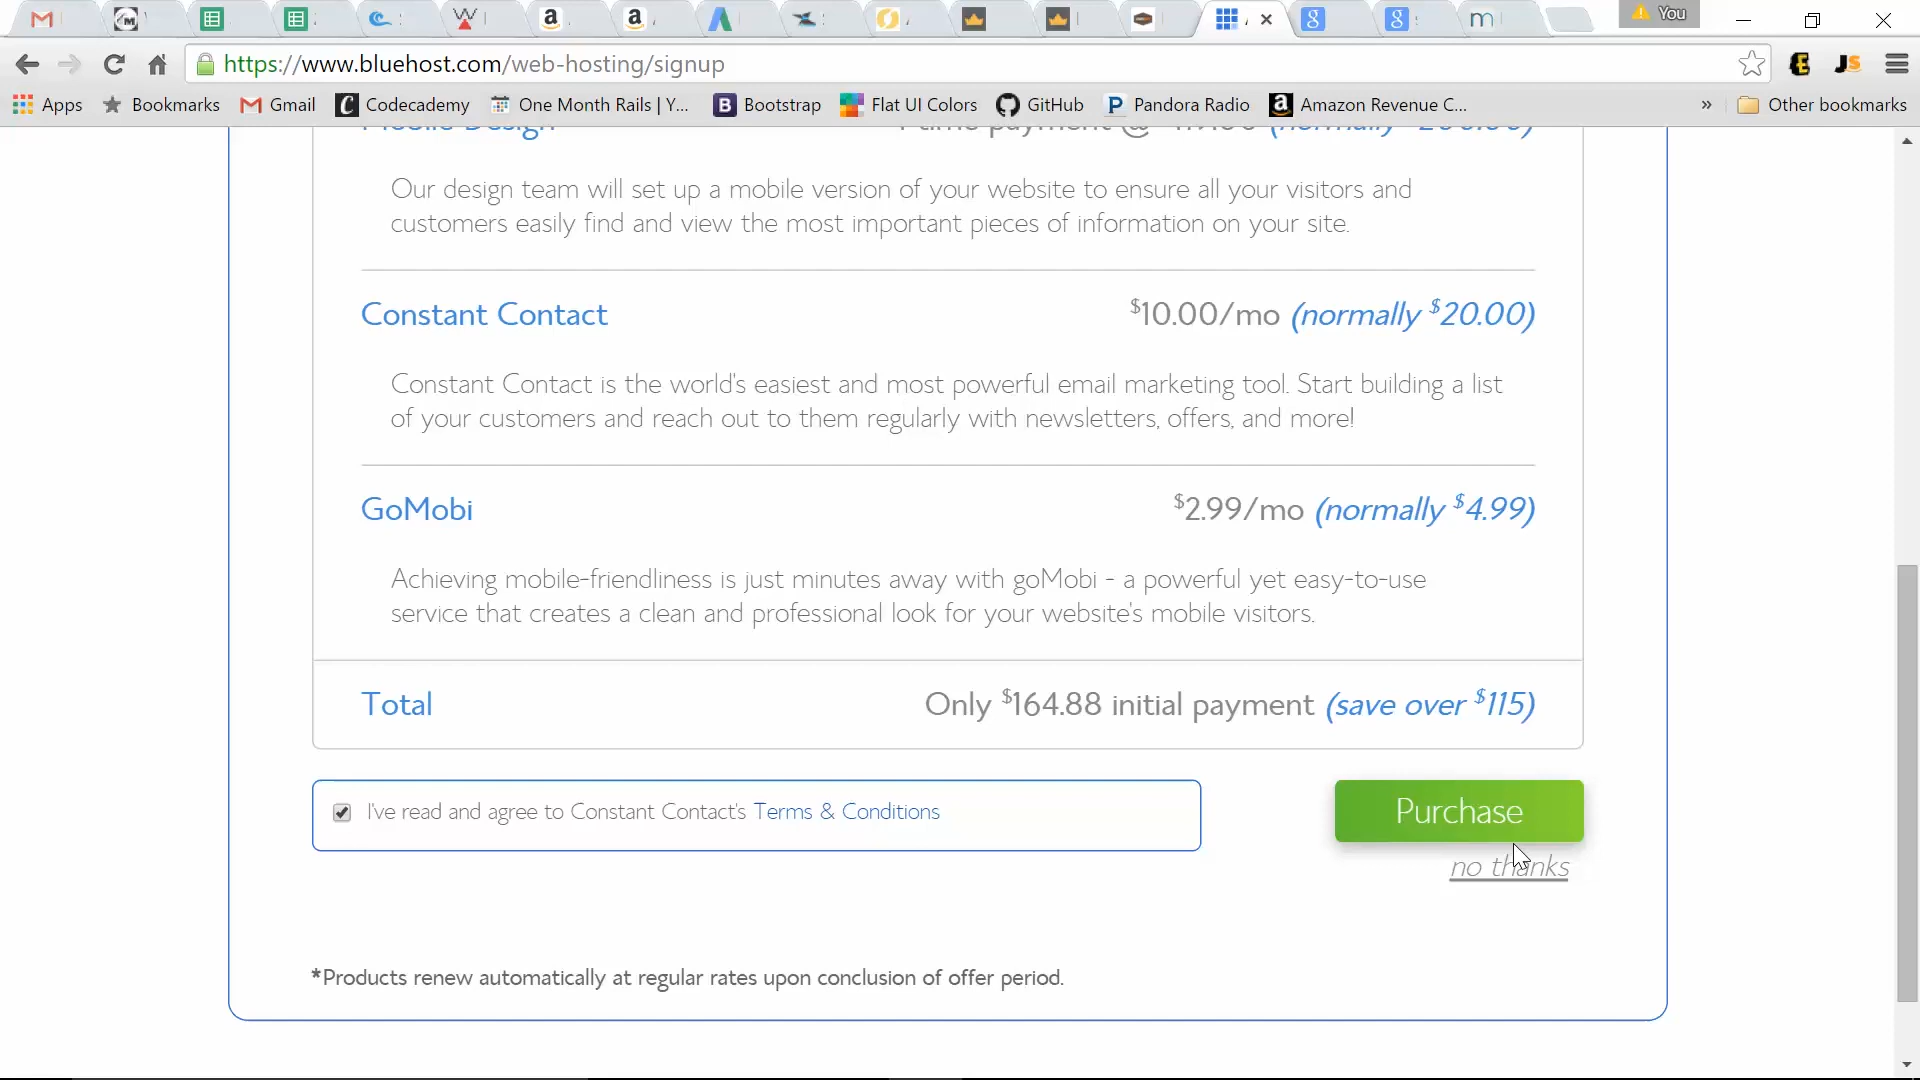 You
https://www.bluehost.com/web-hosting/signup
Apps Bookmarks Gmail Codecademy One Month Rails | Y... Bootstrap Flat UI Colors GitHub Pandora Radio Amazon Revenue C... » Other bookmarks
Mobile Design
Our design team will set up a mobile version of your website to ensure all your visitors and
customers easily find and view the most important pieces of information on your site.
Constant Contact $10.00/mo (normally $20.00)
Constant Contact is the world's easiest and most powerful email marketing tool. Start building a list
of your customers and reach out to them regularly with newsletters, offers, and more!
GoMobi $2.99/mo (normally $4.99)
Achieving mobile-friendliness is just minutes away with goMobi - a powerful yet easy-to-use
service that creates a clean and professional look for your website's mobile visitors.
Total Only $164.88 initial payment (save over $115)
I've read and agree to Constant Contact's Terms & Conditions
Purchase
no thanks
*Products renew automatically at regular rates upon conclusion of offer period.